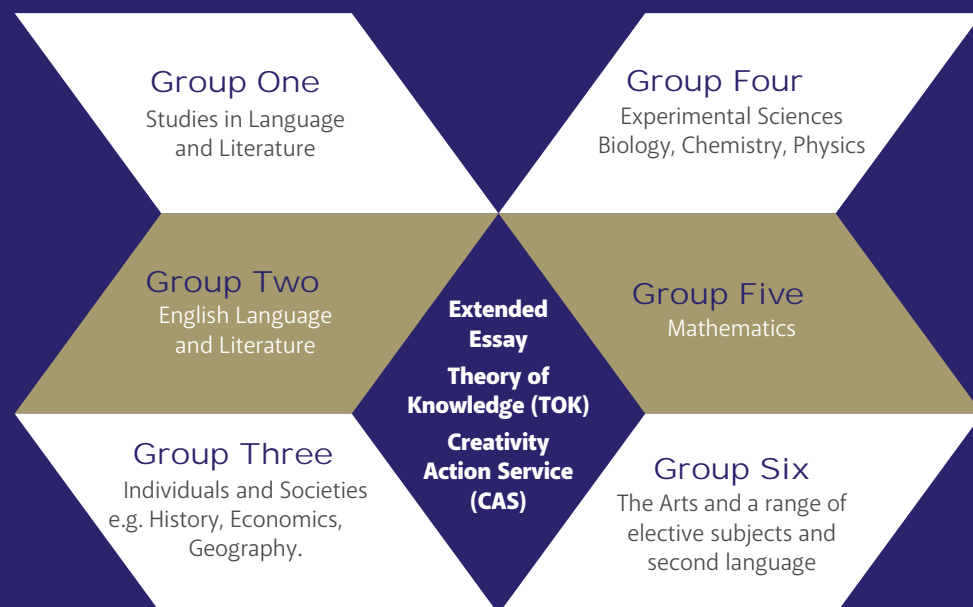 Group One
Studies in Language
and Literature
Group Four
Experimental Sciences
Biology, Chemistry, Physics
Group Two
English Language
and Literature
Extended
Essay
Theory of
Knowledge (TOK)
Creativity
Action Service
(CAS)
Group Five
Mathematics
Group Three
Individuals and Societies
e.g. History, Economics,
Geography.
Group Six
The Arts and a range of
elective subjects and
second language